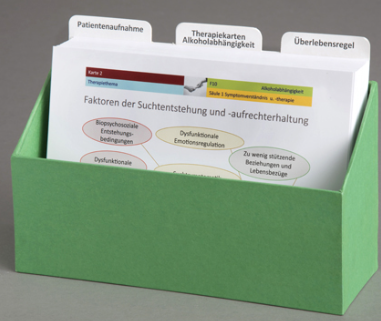 Patientenaufnahme
Therapiekarten
Alkoholabhängigkeit
Überlebensregel
Karte 2
Therapiethema
F10 Alkoholabhängigkeit
Säule 1 Symptomverständnis u. -therapie
Faktoren der Suchtentstehung und -aufrechterhaltung
Biopsychosoziale
Entstehungs-
bedingungen
Dysfunktionale
Emotionsregulation
Zu wenig stützende
Beziehungen und
Lebensbezüge
Dysfunktionale